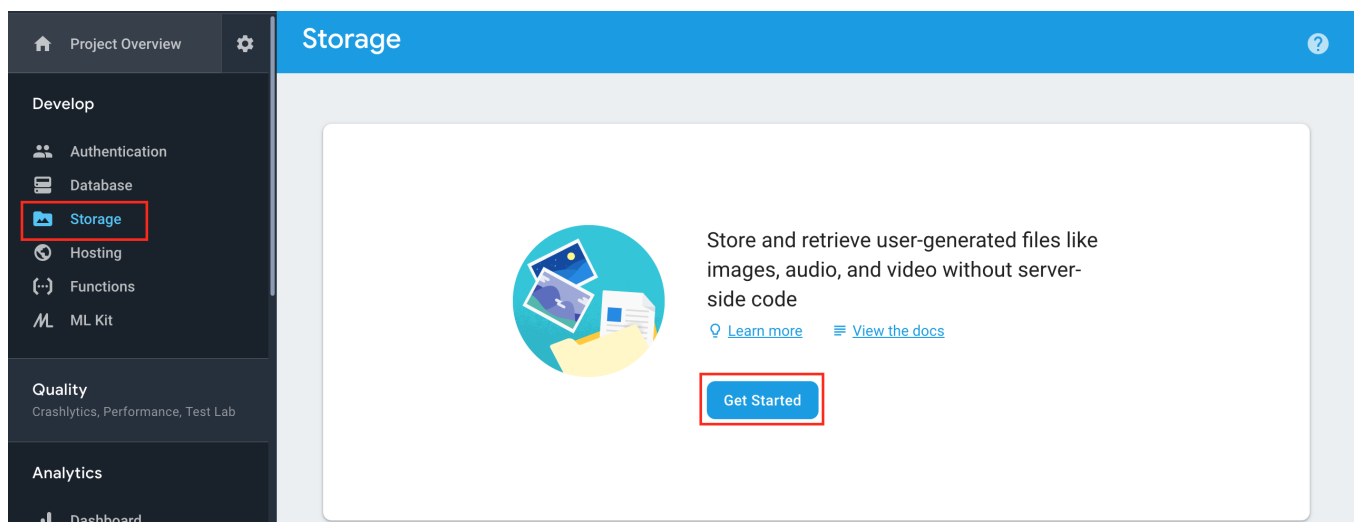 Project Overview
Storage
Develop
Authentication
Database
Storage
Hosting
Functions
ML Kit
Quality
Crashlytics, Performance, Test Lab
Analytics
Dashboard
Store and retrieve user-generated files like
images, audio, and video without server-
side code
Learn more
View the docs
Get Started